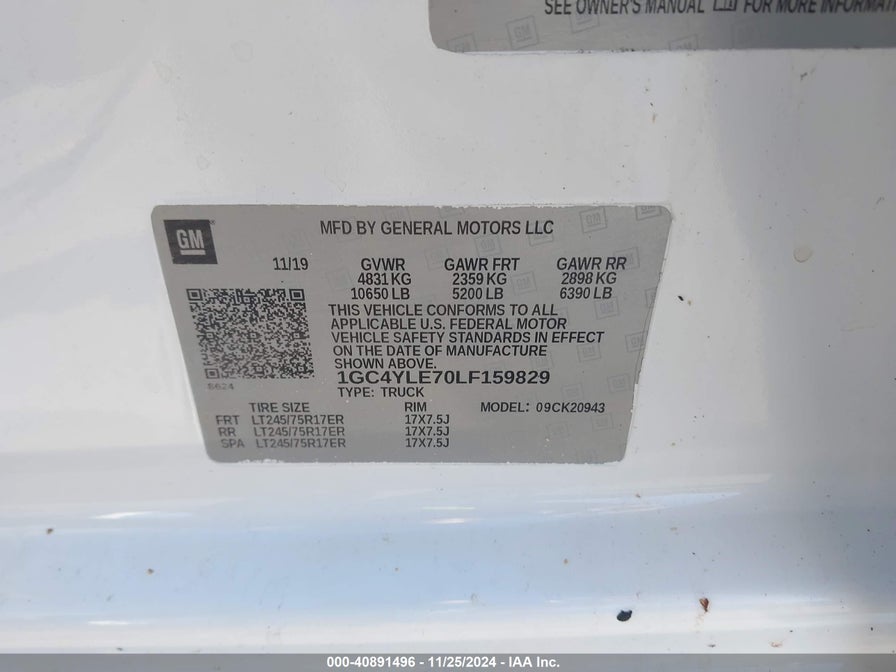 SEE OWNER'S MANUAL FOR MORE INFORMATI
GM
MFD BY GENERAL MOTORS LLC
11/19 GVWR GAWR FRT GAWR RR
4831 KG 2359 KG 2898 KG
10650 LB 5200 LB 6390 LB
THIS VEHICLE CONFORMS TO ALL
APPLICABLE U.S. FEDERAL MOTOR
VEHICLE SAFETY STANDARDS IN EFFECT
ON THE DATE OF MANUFACTURE
SHOWN ABOVE.
8624
1GC4YLE70LF159829
TYPE: TRUCK
TIRE SIZE RIM MODEL: 09CK20943
FRT LT245/75R17ER 17X7.5J
RR LT245/75R17ER 17X7.5J
SPA LT245/75R17ER 17X7.5J
000-40891496 - 11/25/2024 - IAA Inc.